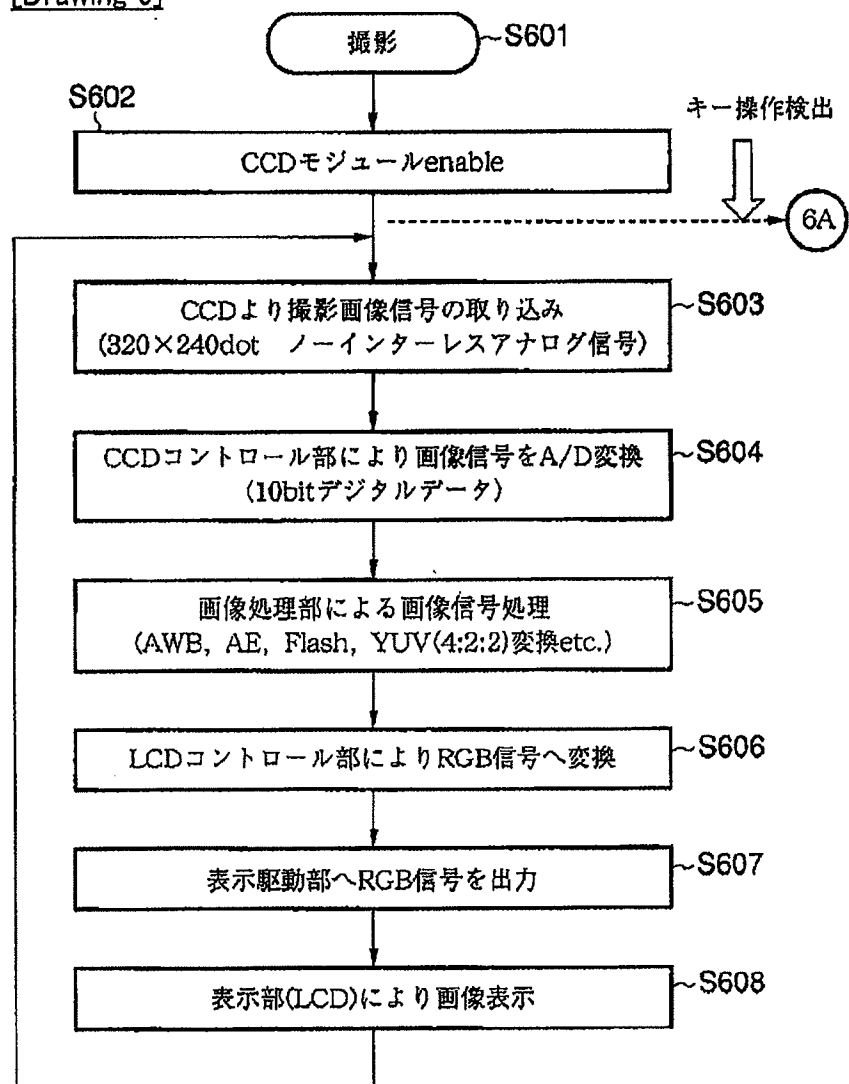 撮影
S601
S602
キー操作検出
CCDモジュールenable
6A
CCDより撮影画像信号の取り込み
(320×240dot ノーインターレスアナログ信号)
S603
CCDコントロール部により画像信号をA/D変換
(10bitデジタルデータ)
S604
画像処理部による画像信号処理
(AWB, AE, Flash, YUV(4:2:2)変換etc.)
S605
LCDコントロール部によりRGB信号へ変換
S606
表示駆動部へRGB信号を出力
S607
表示部(LCD)により画像表示
S608